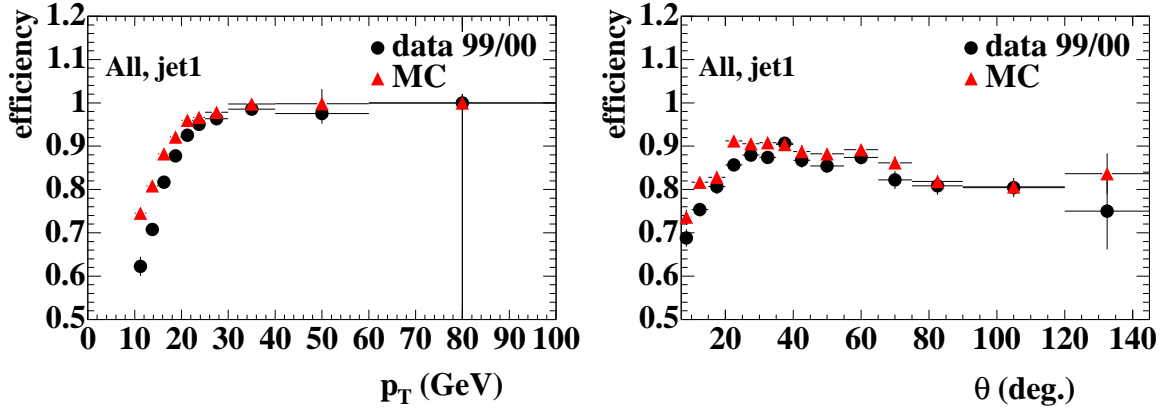 efficiency
1.2
1.1
1
0.9
0.8
0.7
0.6
0.5
All, jet1
data 99/00
MC
0 10 20 30 40 50 60 70 80 90 100
p_T (GeV)
efficiency
1.2
1.1
1
0.9
0.8
0.7
0.6
0.5
All, jet1
data 99/00
MC
20 40 60 80 100 120 140
θ (deg.)